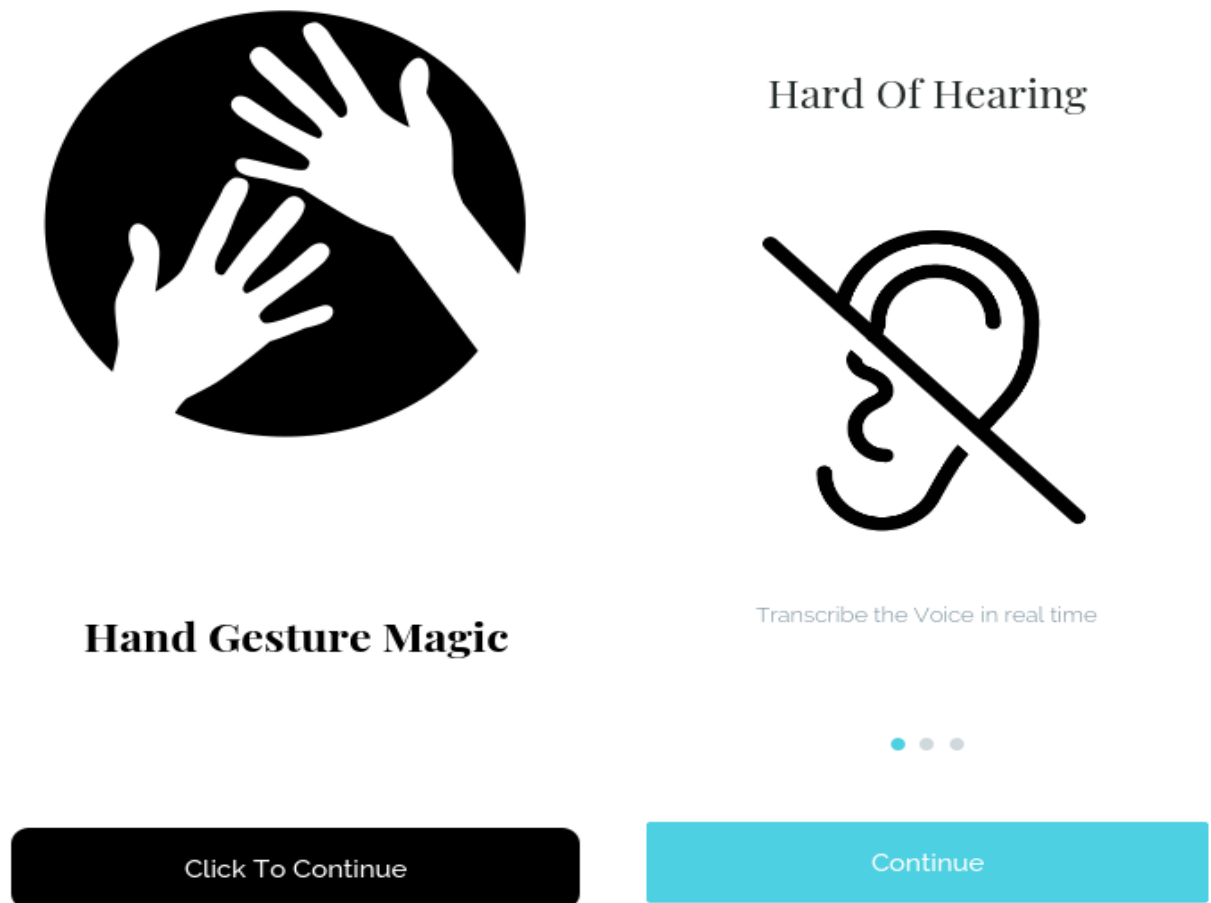 Hand Gesture Magic
Click To Continue
Hard Of Hearing
Transcribe the Voice in real time
Continue